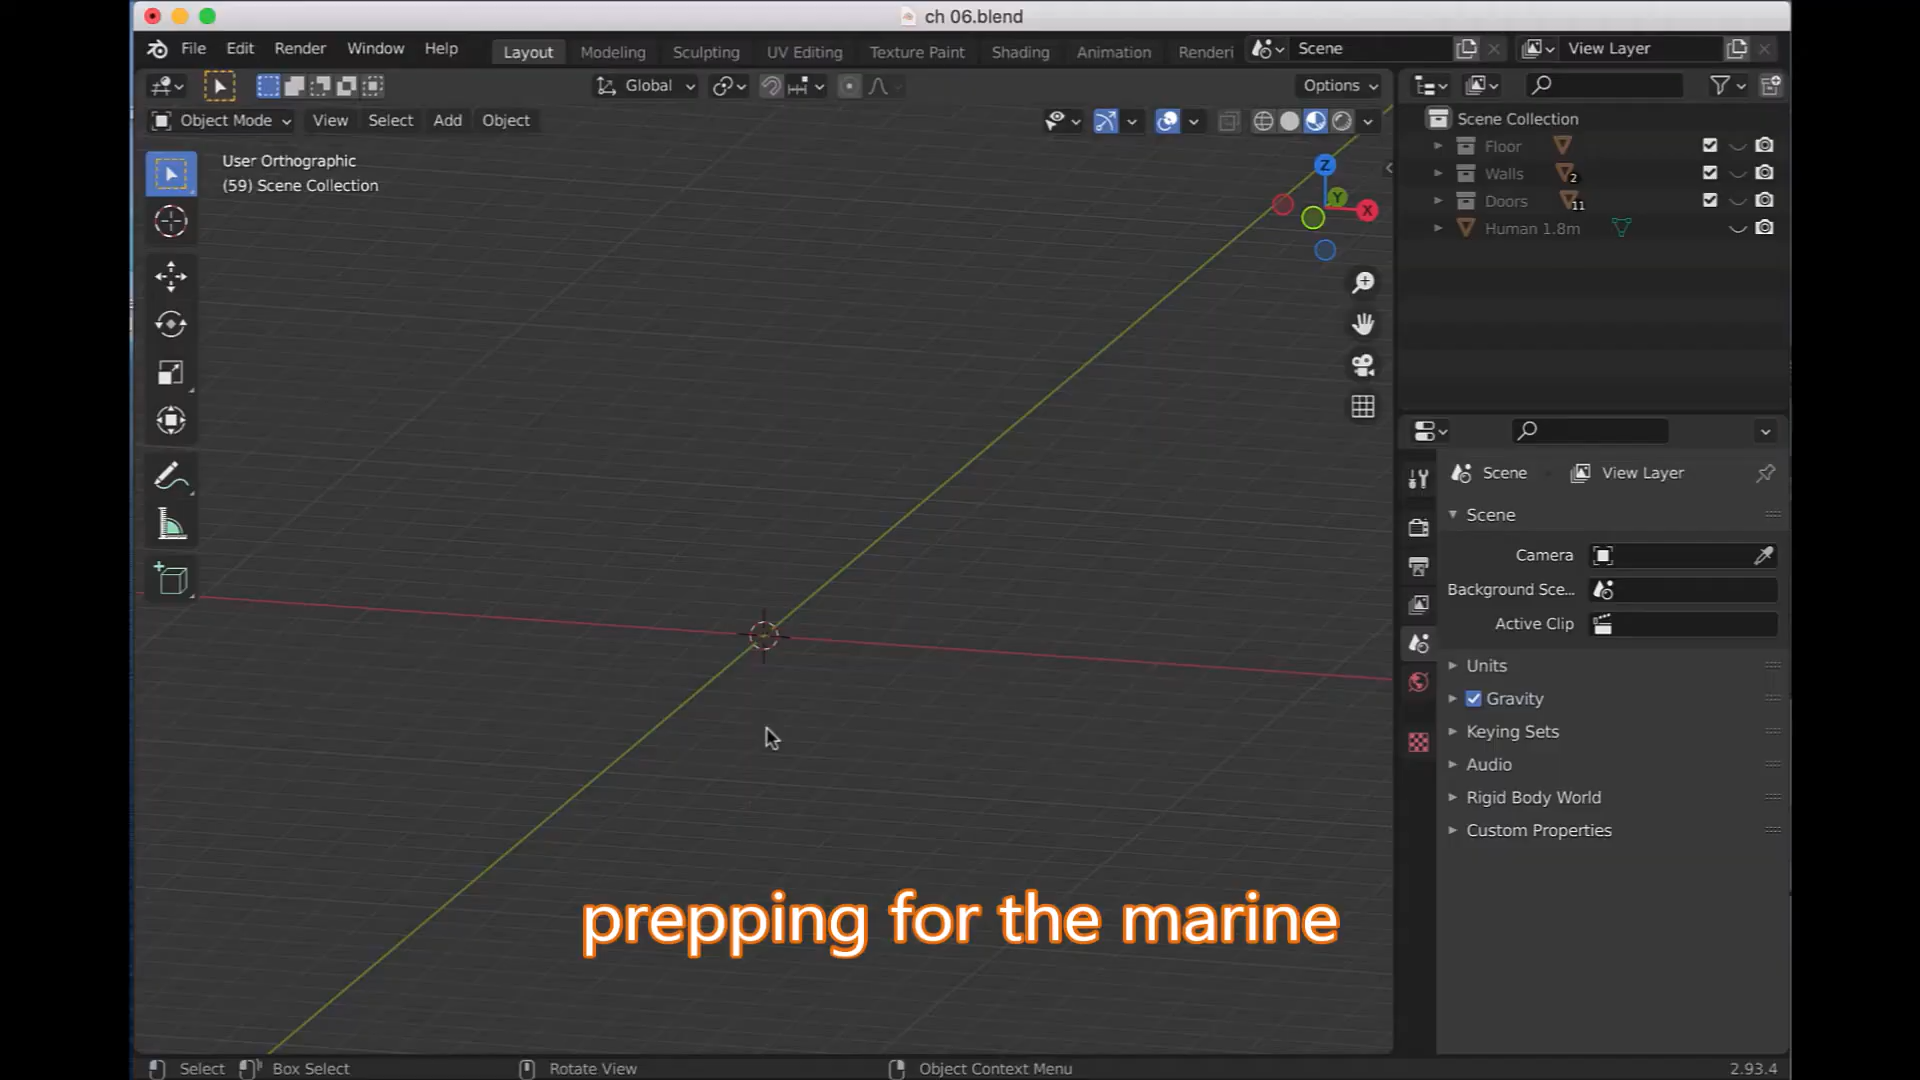 ch 06.blend
File Edit Render Window Help
Layout Modeling Sculpting UV Editing Texture Paint Shading Animation Renderi
Scene
View Layer
Global
Options
Object Mode View Select Add Object
User Orthographic
(59) Scene Collection
Z
Y
X
Scene Collection
Floor
Walls 2
Doors 11
Human 1.8m
Scene View Layer
Scene
Camera
Background Sce...
Active Clip
Units
Gravity
Keying Sets
Audio
Rigid Body World
Custom Properties
prepping for the marine
Select Box Select Rotate View Object Context Menu 2.93.4